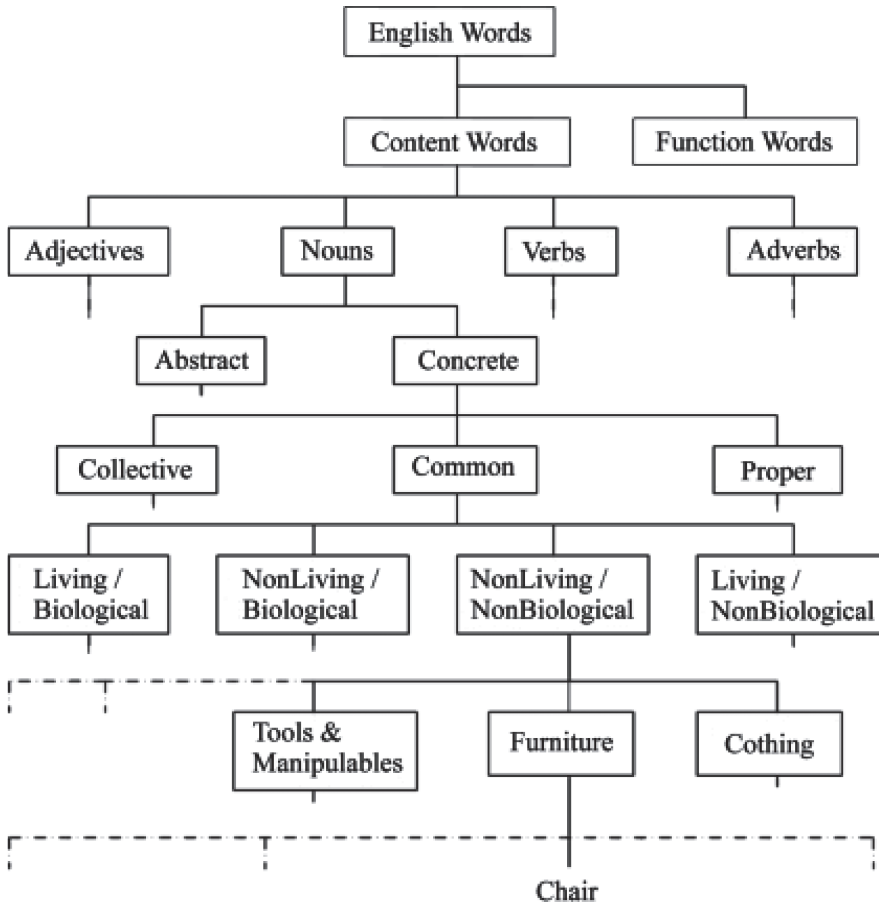 English Words
Content Words
Function Words
Adjectives
Nouns
Verbs
Adverbs
Abstract
Concrete
Collective
Common
Proper
Living /
Biological
NonLiving /
Biological
NonLiving /
NonBiological
Living /
NonBiological
Tools &
Manipulables
Furniture
Cothing
Chair